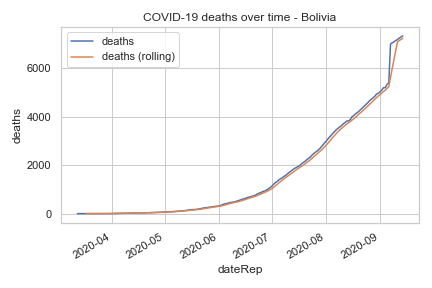 COVID-19 deaths over time - Bolivia
deaths
deaths (rolling)
6000
4000
2000
0
deaths
2020-04
2020-05
2020-06
2020-07
2020-08
2020-09
dateRep